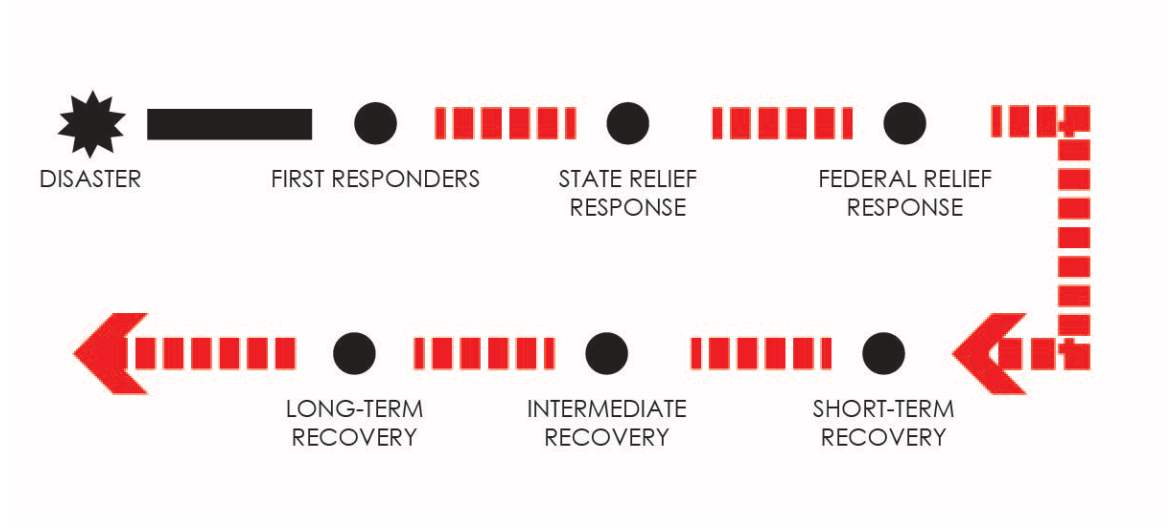 DISASTER
FIRST RESPONDERS
STATE RELIEF
RESPONSE
FEDERAL RELIEF
RESPONSE
LONG-TERM
RECOVERY
INTERMEDIATE
RECOVERY
SHORT-TERM
RECOVERY